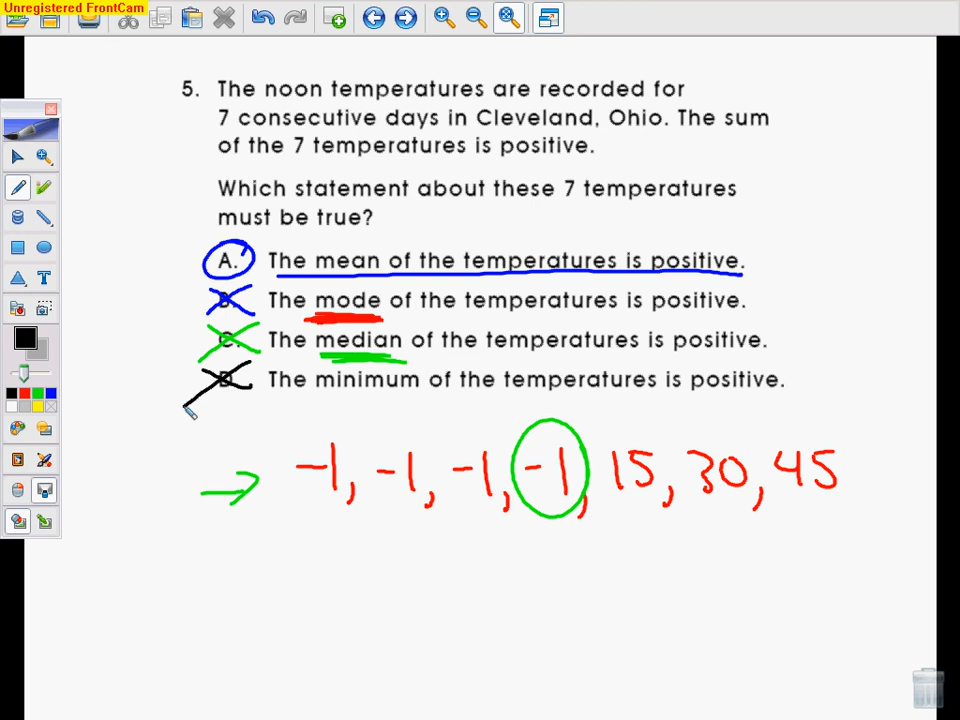 Unregistered FrontCam
5. The noon temperatures are recorded for
7 consecutive days in Cleveland, Ohio. The sum
of the 7 temperatures is positive.
Which statement about these 7 temperatures
must be true?
A. The mean of the temperatures is positive.
B. The mode of the temperatures is positive.
C. The median of the temperatures is positive.
D. The minimum of the temperatures is positive.
→ -1, -1, -1, -1, 15, 30, 45